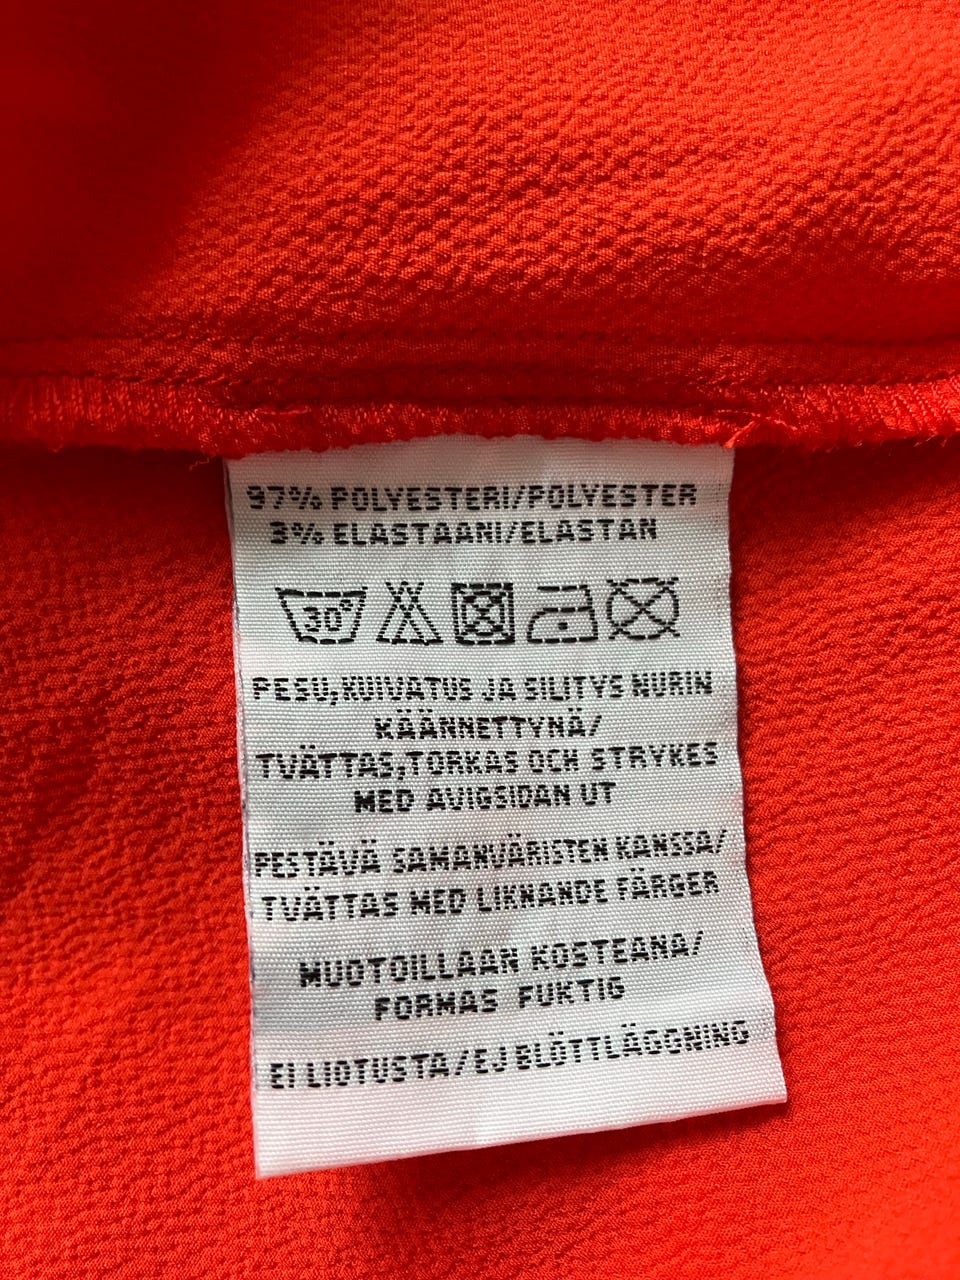 97% POLYESTERI/POLYESTER
3% ELASTAANI/ELASTAN
30°
PESU,KUIVATUS JA SILITYS NURIN
KÄÄNNETTYNÄ/
TVÄTTAS,TORKAS OCH STRYKES
MED AVIGSIDAN UT
PESTÄVÄ SAMANVÄRISTEN KANSSA/
TVÄTTAS MED LIKNANDE FÄRGER
MUOTOILLAAN KOSTEANA/
FORMAS FUKTIG
EI LIOTUSTA/EJ BLÖTTLÄGGNING